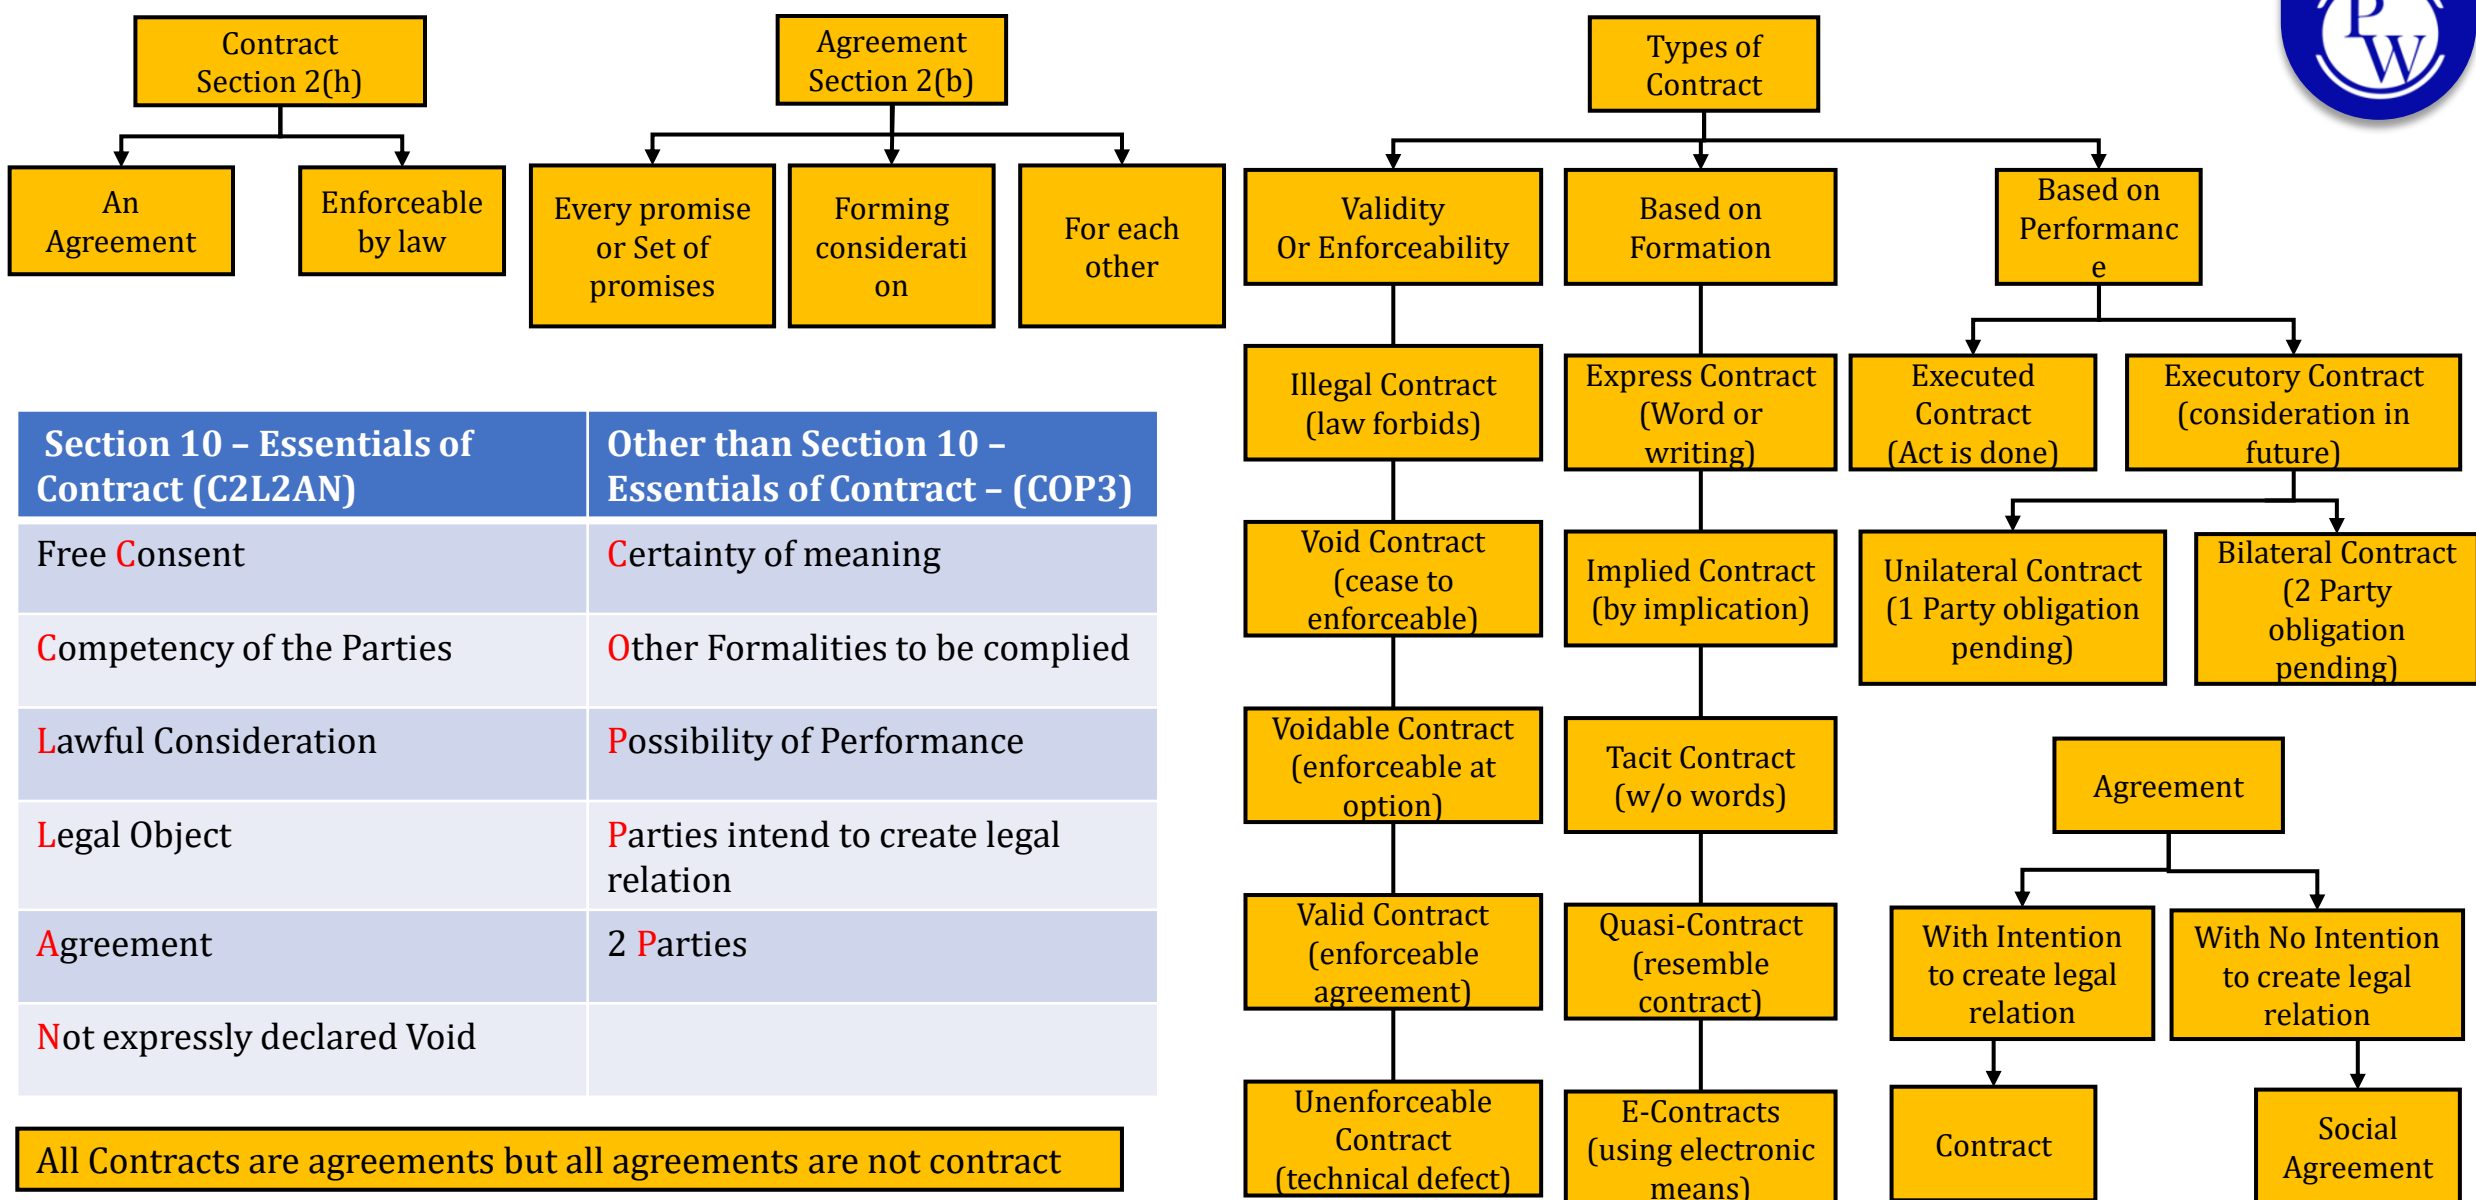 Contract
Section 2(h)
An
Agreement
Enforceable
by law
Agreement
Section 2(b)
Every promise
or Set of
promises
Forming
considerati
on
For each
other
Section 10 – Essentials of
Contract (C2L2AN)
Other than Section 10 –
Essentials of Contract – (COP3)
Free Consent
Certainty of meaning
Competency of the Parties
Other Formalities to be complied
Lawful Consideration
Possibility of Performance
Legal Object
Parties intend to create legal
relation
Agreement
2 Parties
Not expressly declared Void
All Contracts are agreements but all agreements are not contract
Types of
Contract
Validity
Or Enforceability
Illegal Contract
(law forbids)
Void Contract
(cease to
enforceable)
Voidable Contract
(enforceable at
option)
Valid Contract
(enforceable
agreement)
Unenforceable
Contract
(technical defect)
Based on
Formation
Express Contract
(Word or
writing)
Implied Contract
(by implication)
Tacit Contract
(w/o words)
Quasi-Contract
(resemble
contract)
E-Contracts
(using electronic
means)
Based on
Performanc
e
Executed
Contract
(Act is done)
Executory Contract
(consideration in
future)
Unilateral Contract
(1 Party obligation
pending)
Bilateral Contract
(2 Party
obligation
pending)
Agreement
With Intention
to create legal
relation
With No Intention
to create legal
relation
Contract
Social
Agreement
PW